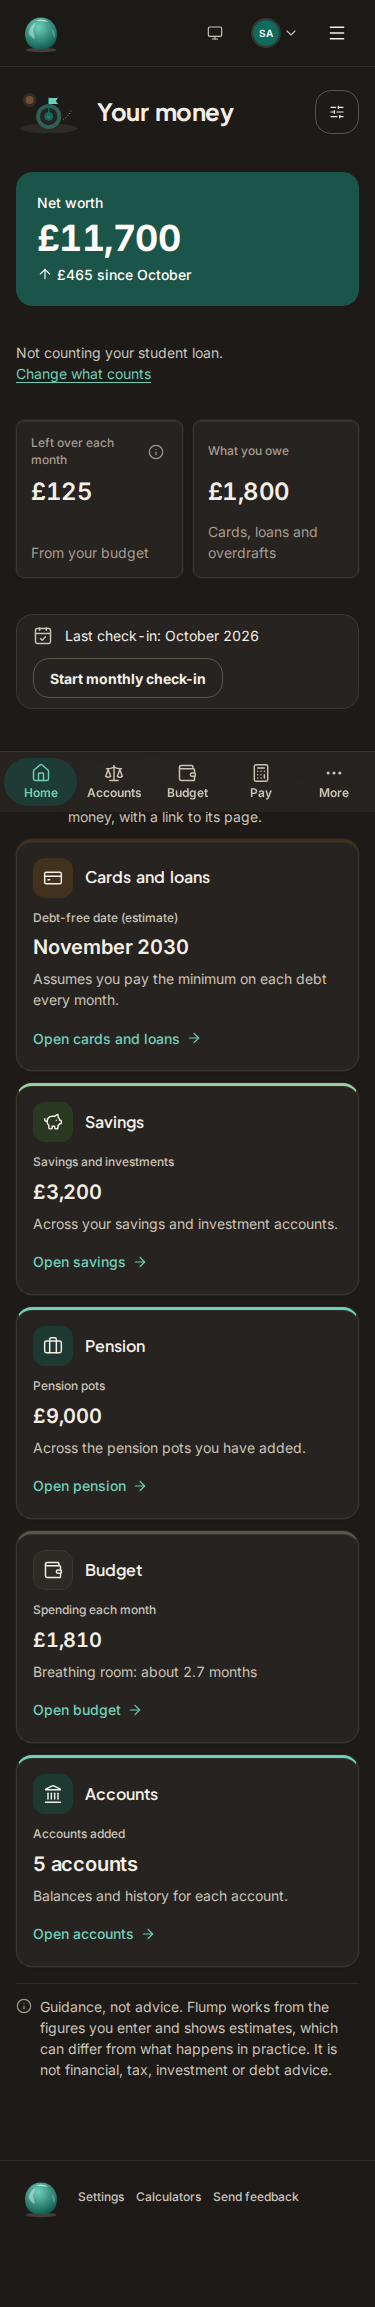 SA
Your money
Net worth
£11,700
↑ £465 since October
Not counting your student loan.
Change what counts
Left over each
month
£125
From your budget
What you owe
£1,800
Cards, loans and
overdrafts
Last check-in: October 2026
Start monthly check-in
Home
Accounts
Budget
Pay
More
money, with a link to its page.
Cards and loans
Debt-free date (estimate)
November 2030
Assumes you pay the minimum on each debt
every month.
Open cards and loans →
Savings
Savings and investments
£3,200
Across your savings and investment accounts.
Open savings →
Pension
Pension pots
£9,000
Across the pension pots you have added.
Open pension →
Budget
Spending each month
£1,810
Breathing room: about 2.7 months
Open budget →
Accounts
Accounts added
5 accounts
Balances and history for each account.
Open accounts →
Guidance, not advice. Flump works from the
figures you enter and shows estimates, which
can differ from what happens in practice. It is
not financial, tax, investment or debt advice.
Settings
Calculators
Send feedback